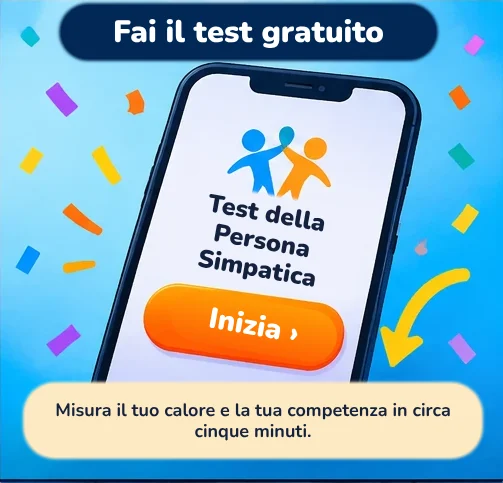 Fai il test gratuito
Test della
Persona
Simpatica
Inizia ›
Misura il tuo calore e la tua competenza in circa
cinque minuti.